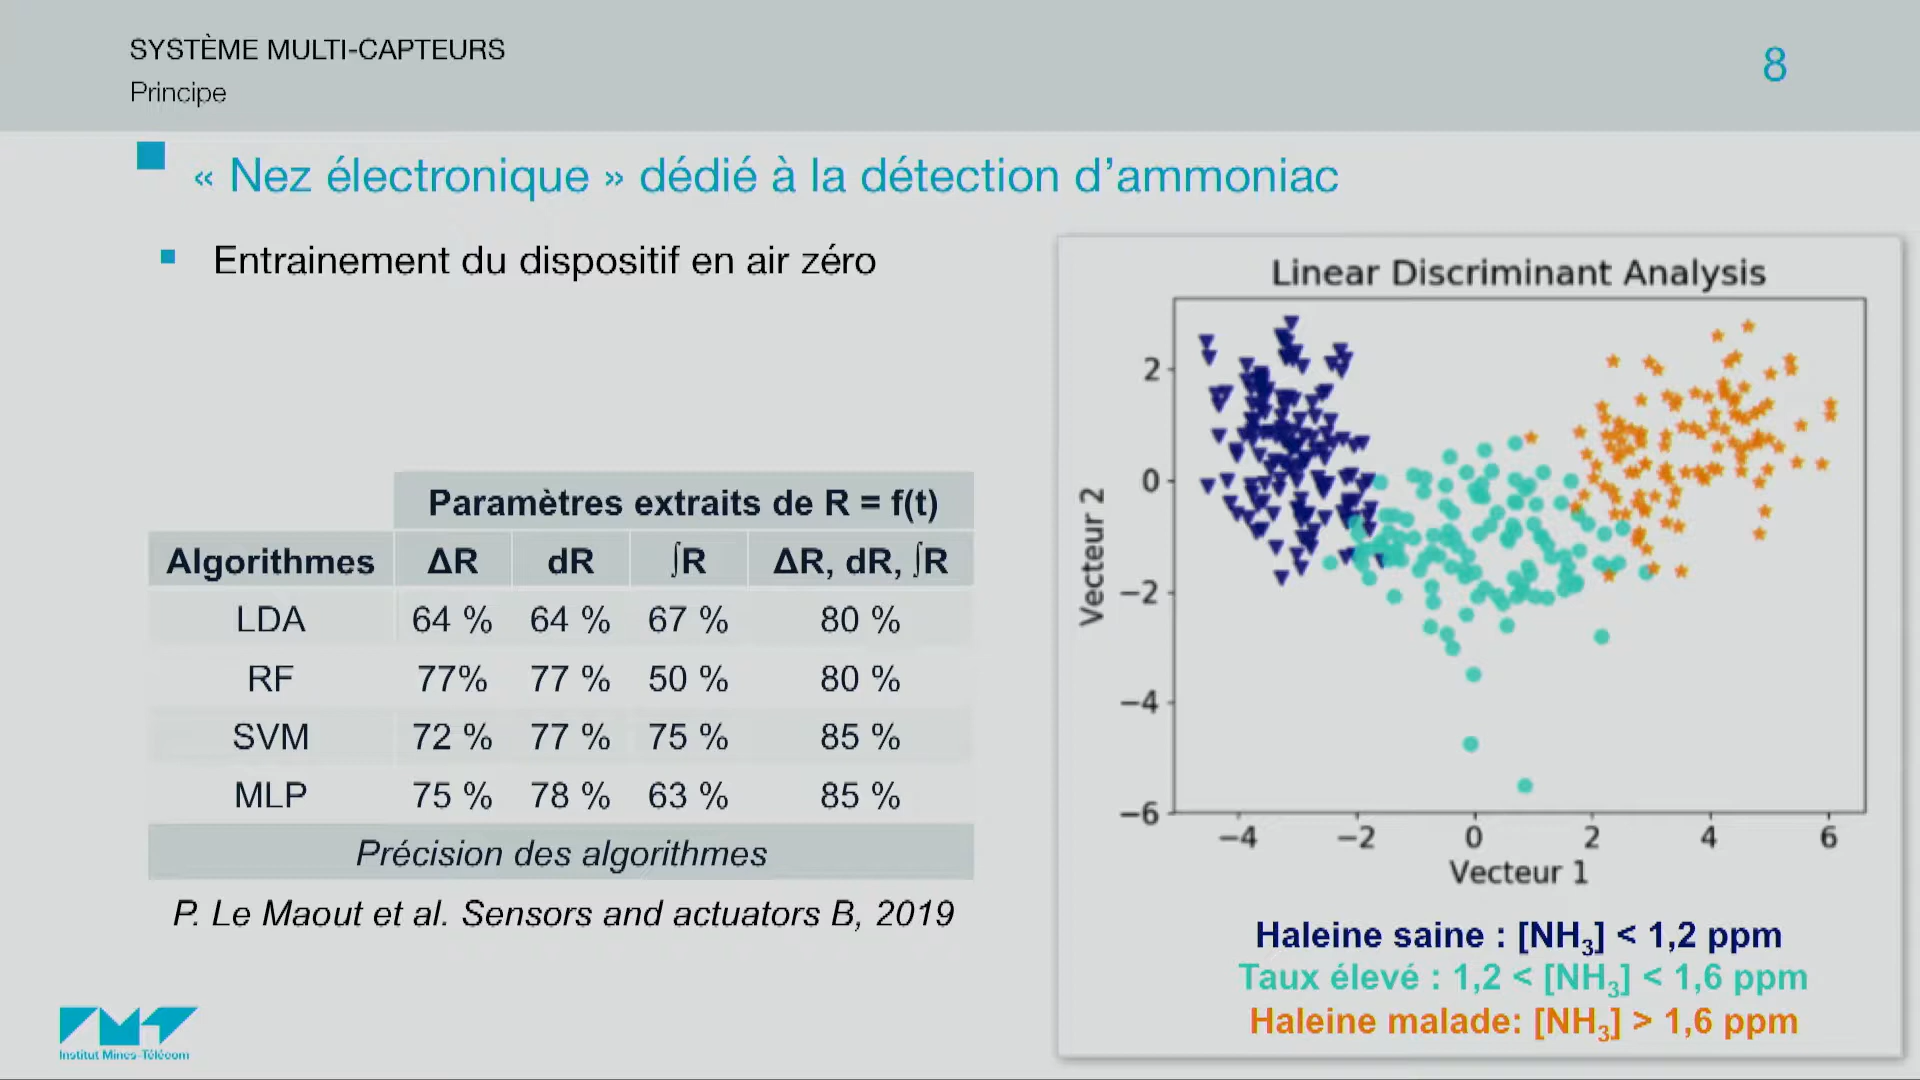 SYSTÈME MULTI-CAPTEURS
Principe
8
« Nez électronique » dédié à la détection d'ammoniac
Entrainement du dispositif en air zéro
Paramètres extraits de R = f(t)
Algorithmes ΔR dR ∫R ΔR, dR, ∫R
LDA 64 % 64 % 67 % 80 %
RF 77% 77 % 50 % 80 %
SVM 72 % 77 % 75 % 85 %
MLP 75 % 78 % 63 % 85 %
Précision des algorithmes
P. Le Maout et al. Sensors and actuators B, 2019
Linear Discriminant Analysis
Vecteur 2
2
0
−2
−4
−6
−4 −2 0 2 4 6
Vecteur 1
Haleine saine : [NH₃] < 1,2 ppm
Taux élevé : 1,2 < [NH₃] < 1,6 ppm
Haleine malade: [NH₃] > 1,6 ppm
IMT
Institut Mines-Télécom